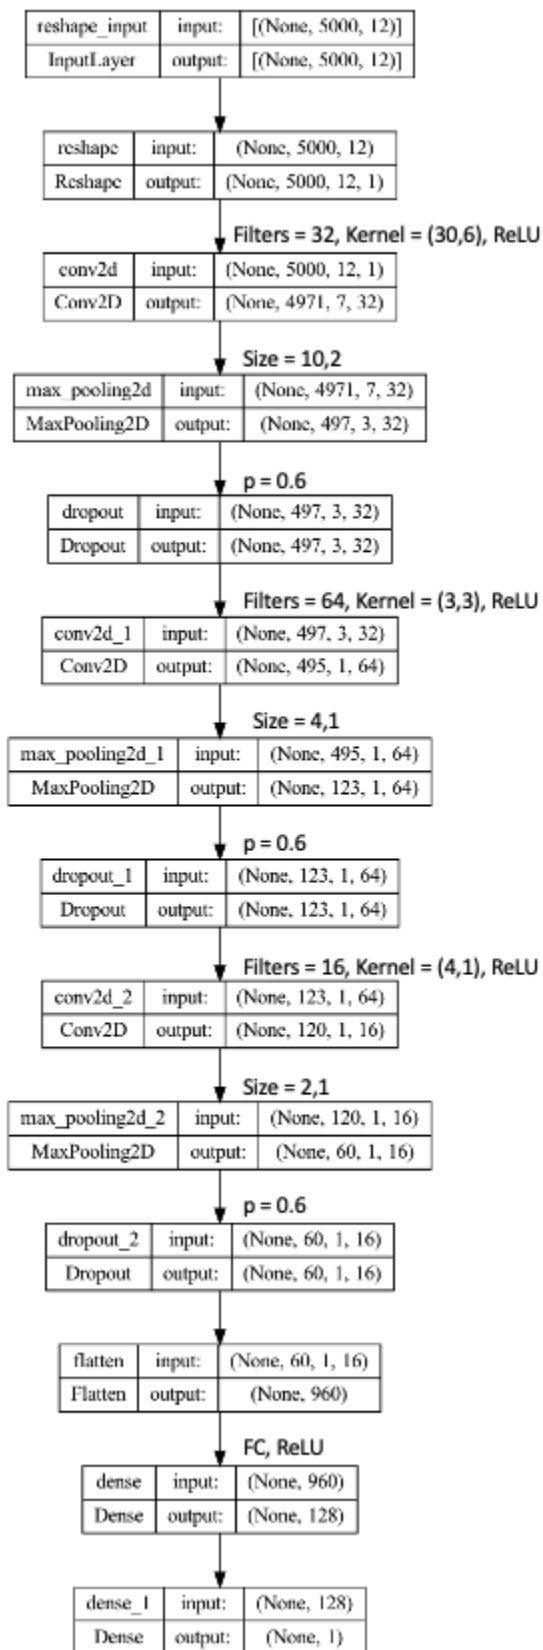 reshape_input input: [(None, 5000, 12)]
InputLayer output: [(None, 5000, 12)]
reshape input: (None, 5000, 12)
Reshape output: (None, 5000, 12, 1)
Filters = 32, Kernel = (30,6), ReLU
conv2d input: (None, 5000, 12, 1)
Conv2D output: (None, 4971, 7, 32)
Size = 10,2
max_pooling2d input: (None, 4971, 7, 32)
MaxPooling2D output: (None, 497, 3, 32)
p = 0.6
dropout input: (None, 497, 3, 32)
Dropout output: (None, 497, 3, 32)
Filters = 64, Kernel = (3,3), ReLU
conv2d_1 input: (None, 497, 3, 32)
Conv2D output: (None, 495, 1, 64)
Size = 4,1
max_pooling2d_1 input: (None, 495, 1, 64)
MaxPooling2D output: (None, 123, 1, 64)
p = 0.6
dropout_1 input: (None, 123, 1, 64)
Dropout output: (None, 123, 1, 64)
Filters = 16, Kernel = (4,1), ReLU
conv2d_2 input: (None, 123, 1, 64)
Conv2D output: (None, 120, 1, 16)
Size = 2,1
max_pooling2d_2 input: (None, 120, 1, 16)
MaxPooling2D output: (None, 60, 1, 16)
p = 0.6
dropout_2 input: (None, 60, 1, 16)
Dropout output: (None, 60, 1, 16)
flatten input: (None, 60, 1, 16)
Flatten output: (None, 960)
FC, ReLU
dense input: (None, 960)
Dense output: (None, 128)
dense_1 input: (None, 128)
Dense output: (None, 1)